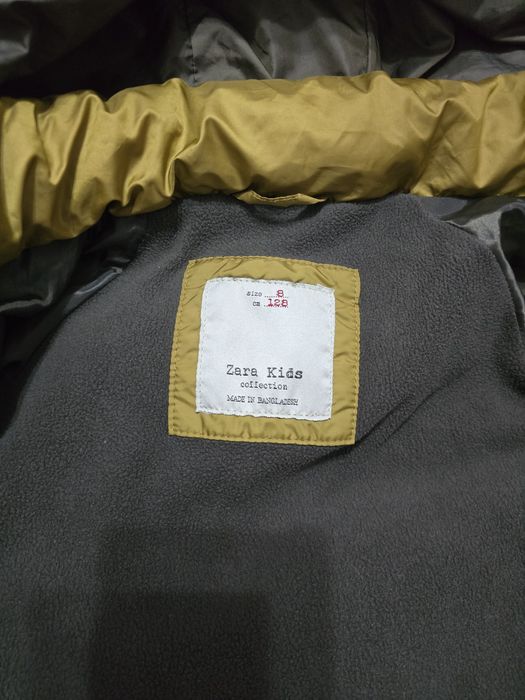 size 8
cm 128
Zara Kids
collection
MADE IN BANGLADESH